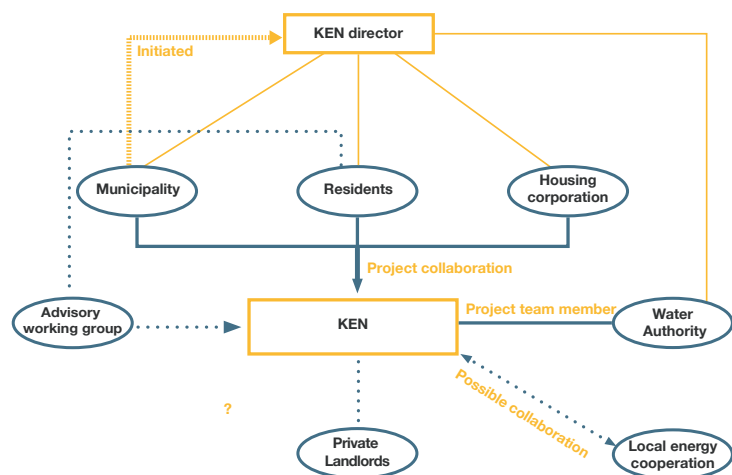 KEN director
Initiated
Municipality
Residents
Housing
corporation
Project collaboration
Advisory
working group
KEN
Project team member
Water
Authority
Possible collaboration
?
Private
Landlords
Local energy
cooperation